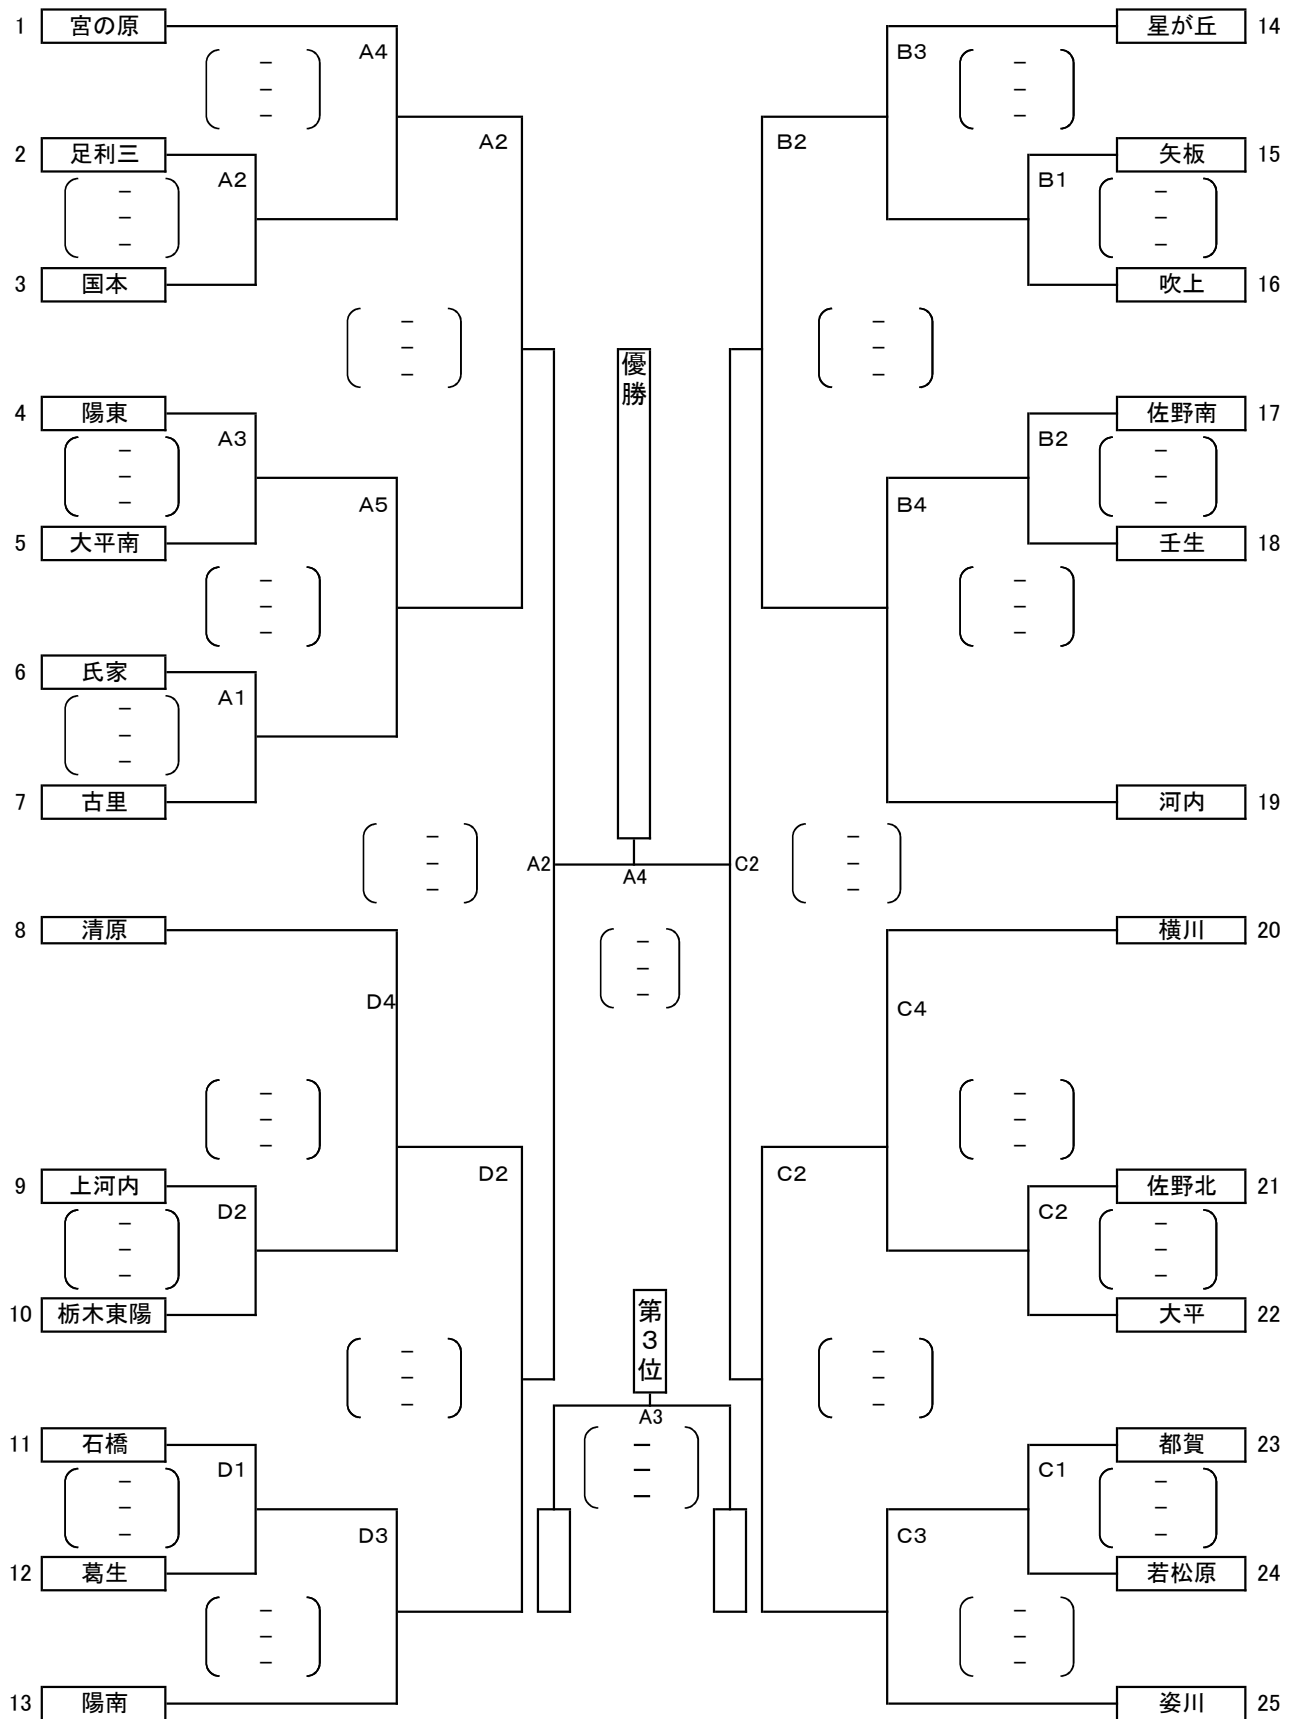 1 宮の原 星が丘 14
A4 B3
－ －
－ －
－ －
A2 B2
2 足利三 矢板 15
A2 B1
－ －
－ －
－ －
3 国本 吹上 16
－ －
－ －
－ －
優勝
4 陽東 佐野南 17
A3 B2
－ －
－ －
－ －
A5 B4
5 大平南 壬生 18
－ －
－ －
－ －
6 氏家
A1
－
－
－
7 古里 河内 19
－ －
－ －
－ －
A2 A4 C2
8 清原 横川 20
－
－
－
D4 C4
－ －
－ －
－ －
D2 C2
9 上河内 佐野北 21
D2 C2
－ －
－ －
－ －
10 栃木東陽 大平 22
第3位
－ －
－ －
－ －
A3
11 石橋 都賀 23
－
－
－
D1 C1
－ －
－ －
－ －
D3 C3
12 葛生 若松原 24
－ －
－ －
－ －
13 陽南 姿川 25